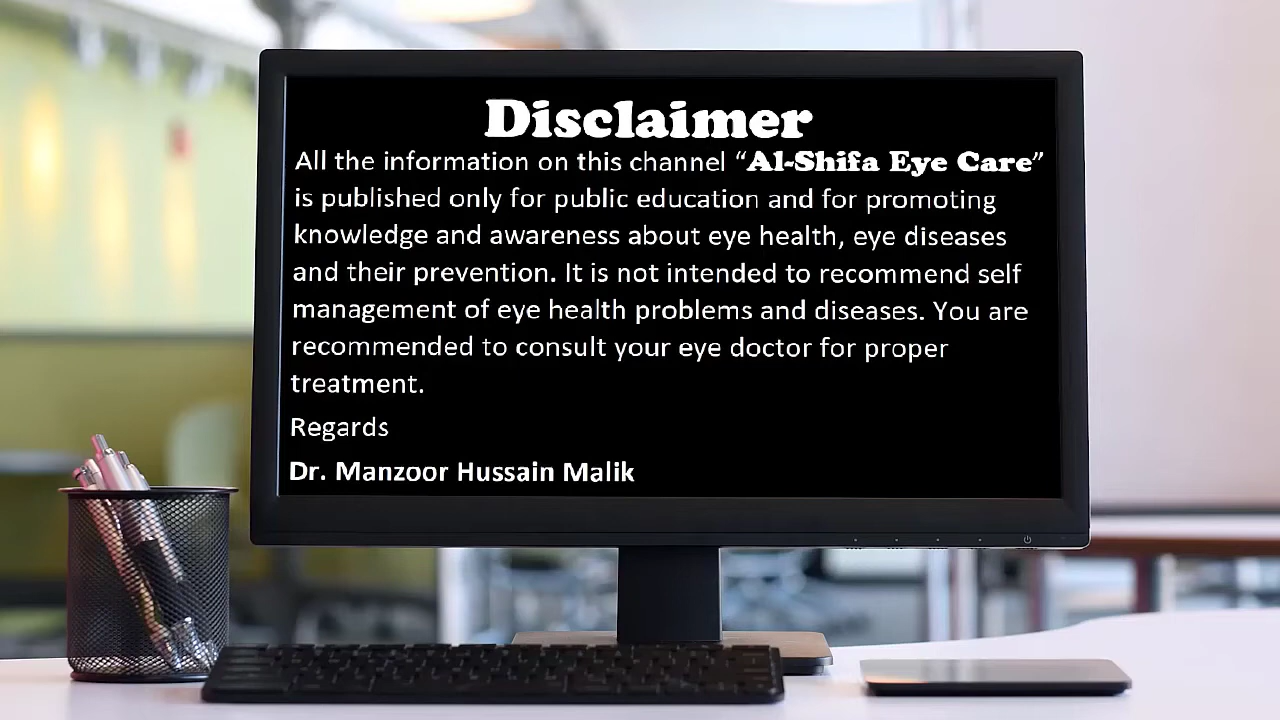 Disclaimer
All the information on this channel “Al-Shifa Eye Care”
is published only for public education and for promoting
knowledge and awareness about eye health, eye diseases
and their prevention. It is not intended to recommend self
management of eye health problems and diseases. You are
recommended to consult your eye doctor for proper
treatment.
Regards
Dr. Manzoor Hussain Malik